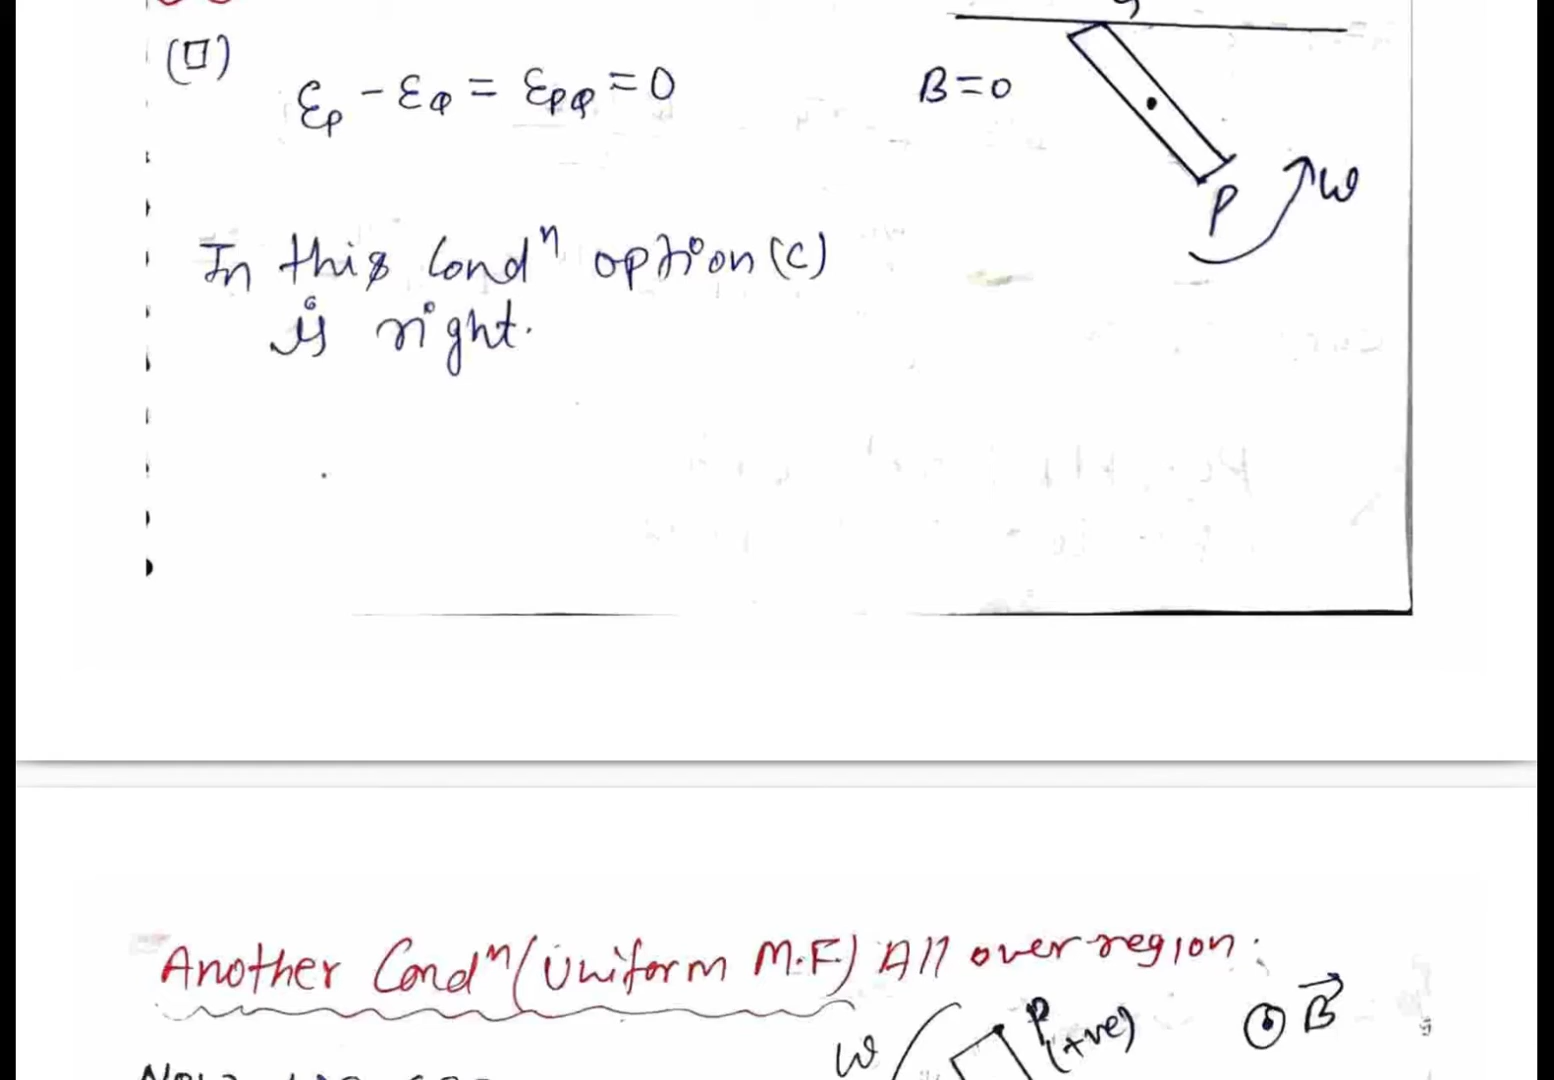 (II)
εp - εQ = εPQ = 0
B=0
P
ω
In this Condⁿ option (C)
is right.
Another Condⁿ (Uniform M.F) All over region :
ω
P
(+ve)
⊙ B⃗